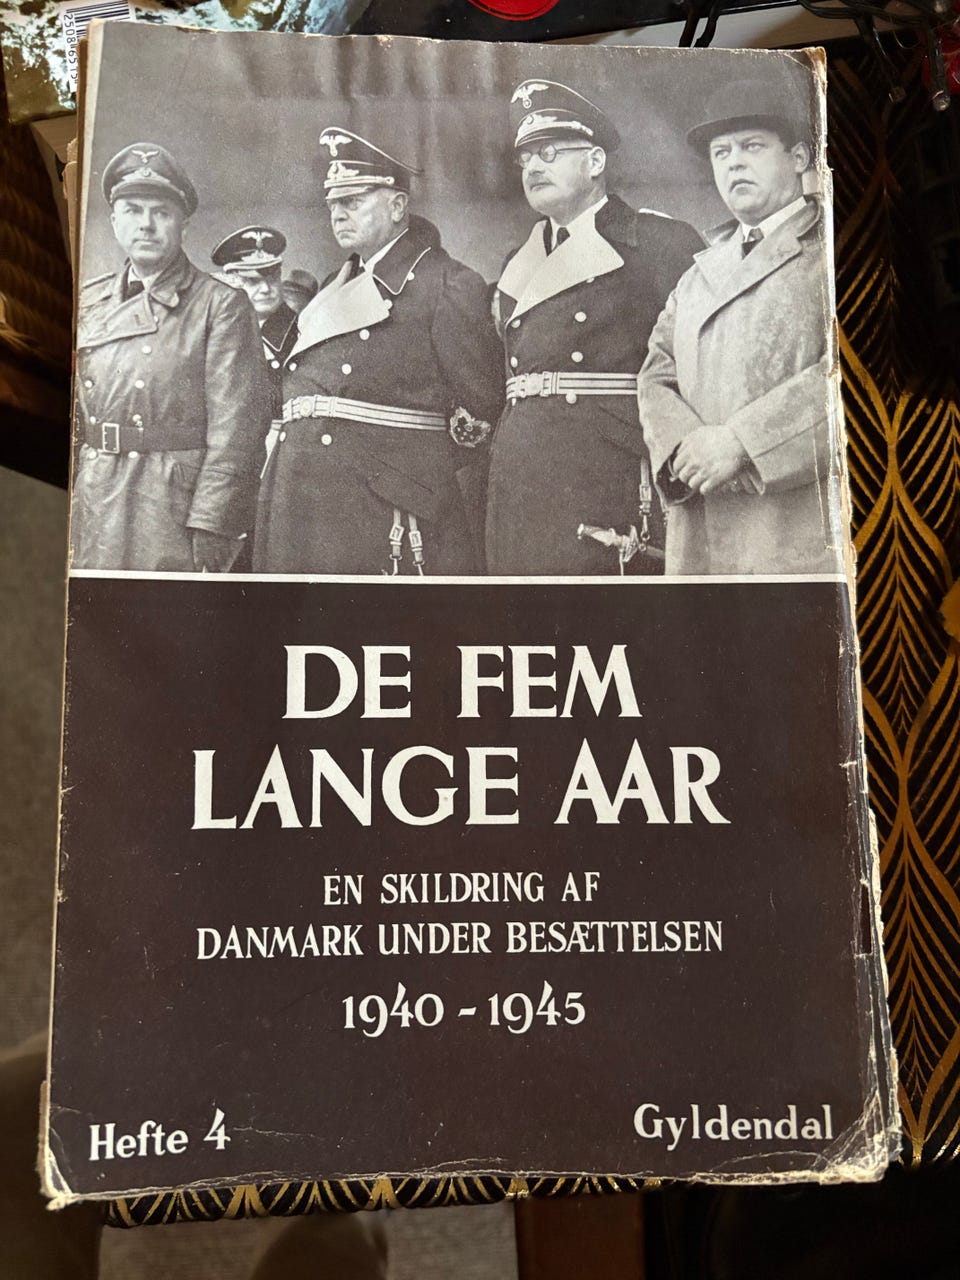 DE FEM
LANGE AAR
EN SKILDRING AF
DANMARK UNDER BESÆTTELSEN
1940 - 1945
Hefte 4
Gyldendal